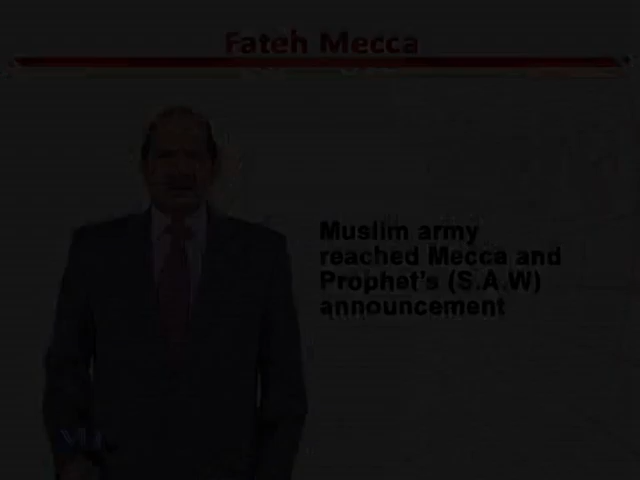 Fateh Mecca
Muslim army
reached Mecca and
Prophet's (S.A.W)
announcement